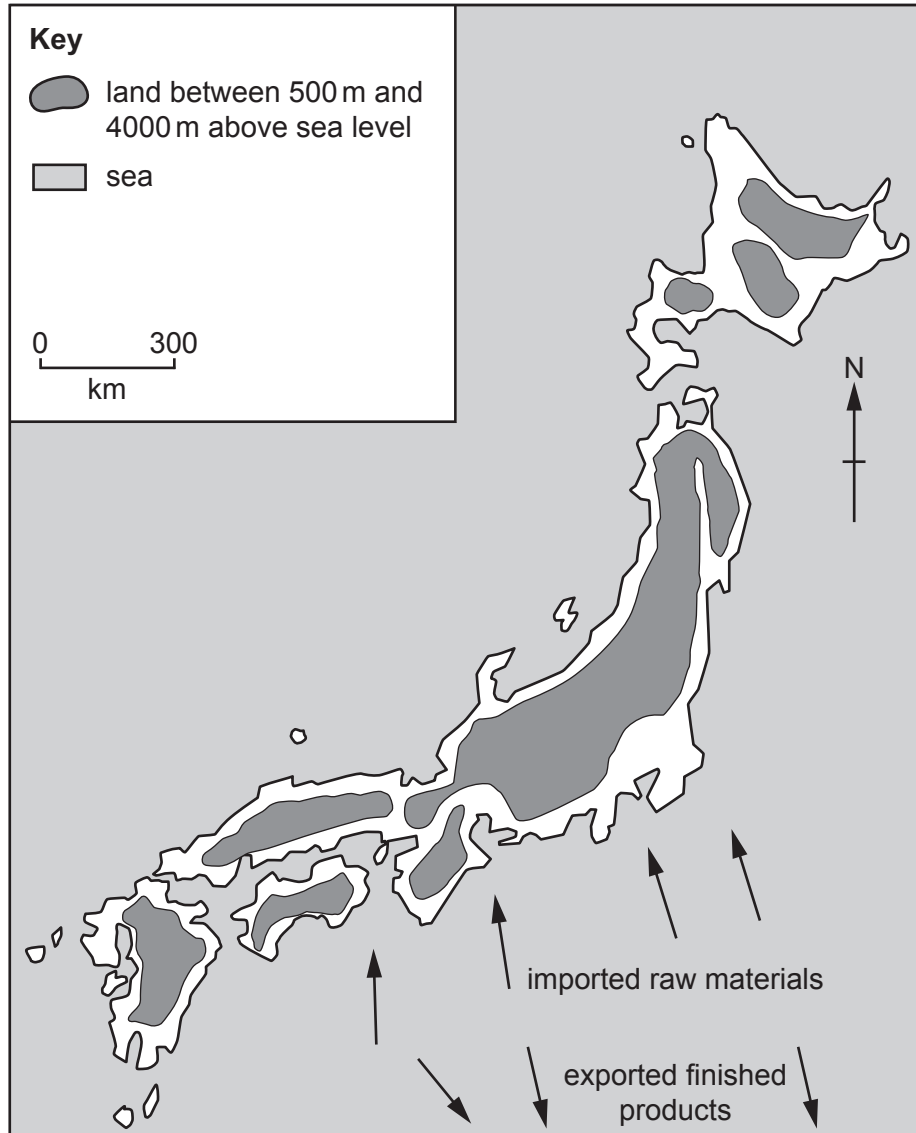 Key
land between 500 m and
4000 m above sea level
sea
0 300
km
N
imported raw materials
exported finished
products